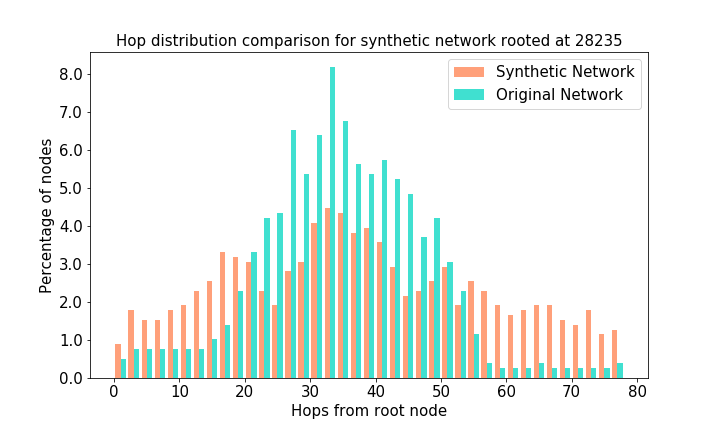 Hop distribution comparison for synthetic network rooted at 28235
Synthetic Network
Original Network
Percentage of nodes
8.0
7.0
6.0
5.0
4.0
3.0
2.0
1.0
0.0
0 10 20 30 40 50 60 70 80
Hops from root node